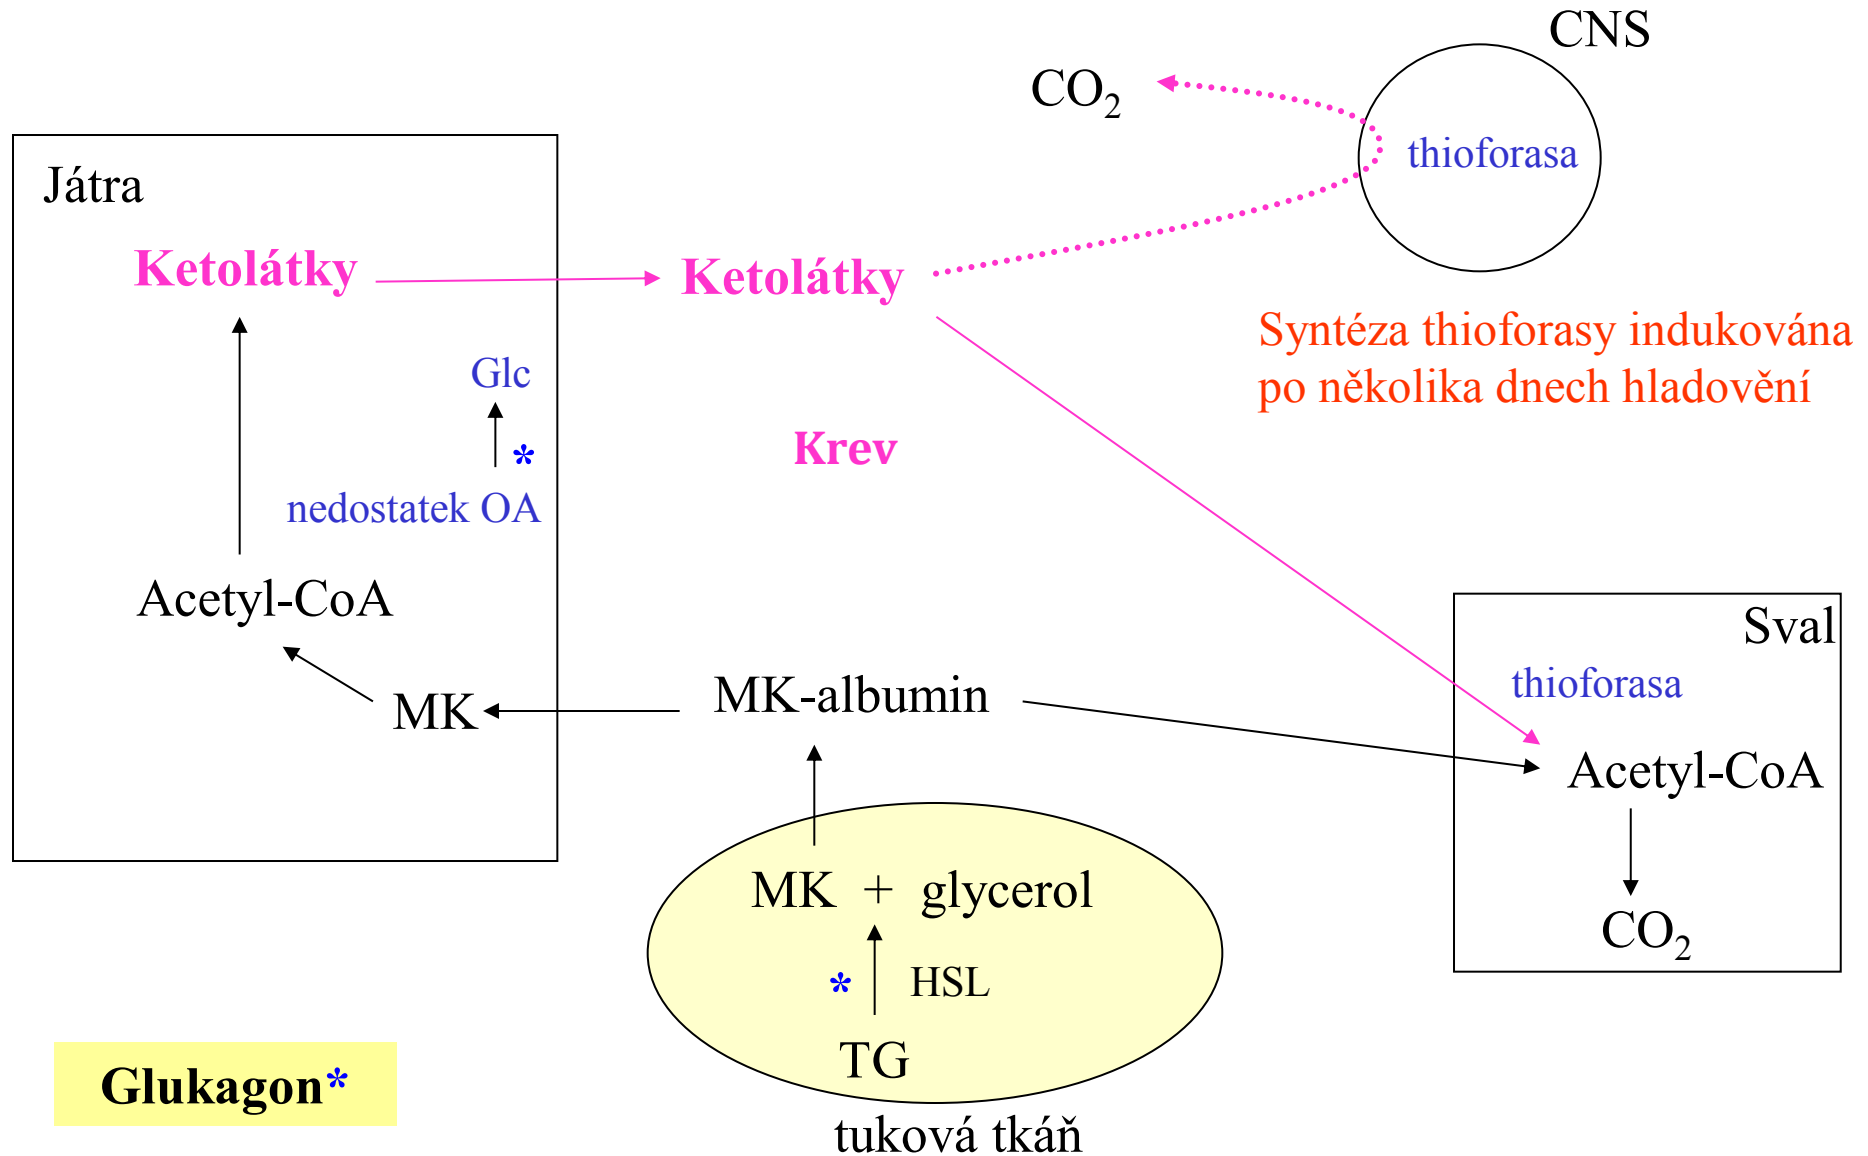 CNS
CO₂
thioforasa
Játra
Ketolátky
Ketolátky
Syntéza thioforasy indukována
po několika dnech hladovění
Glc
*
Krev
nedostatek OA
Acetyl-CoA
Sval
thioforasa
MK
MK-albumin
Acetyl-CoA
MK + glycerol
CO₂
* HSL
TG
Glukagon*
tuková tkáň